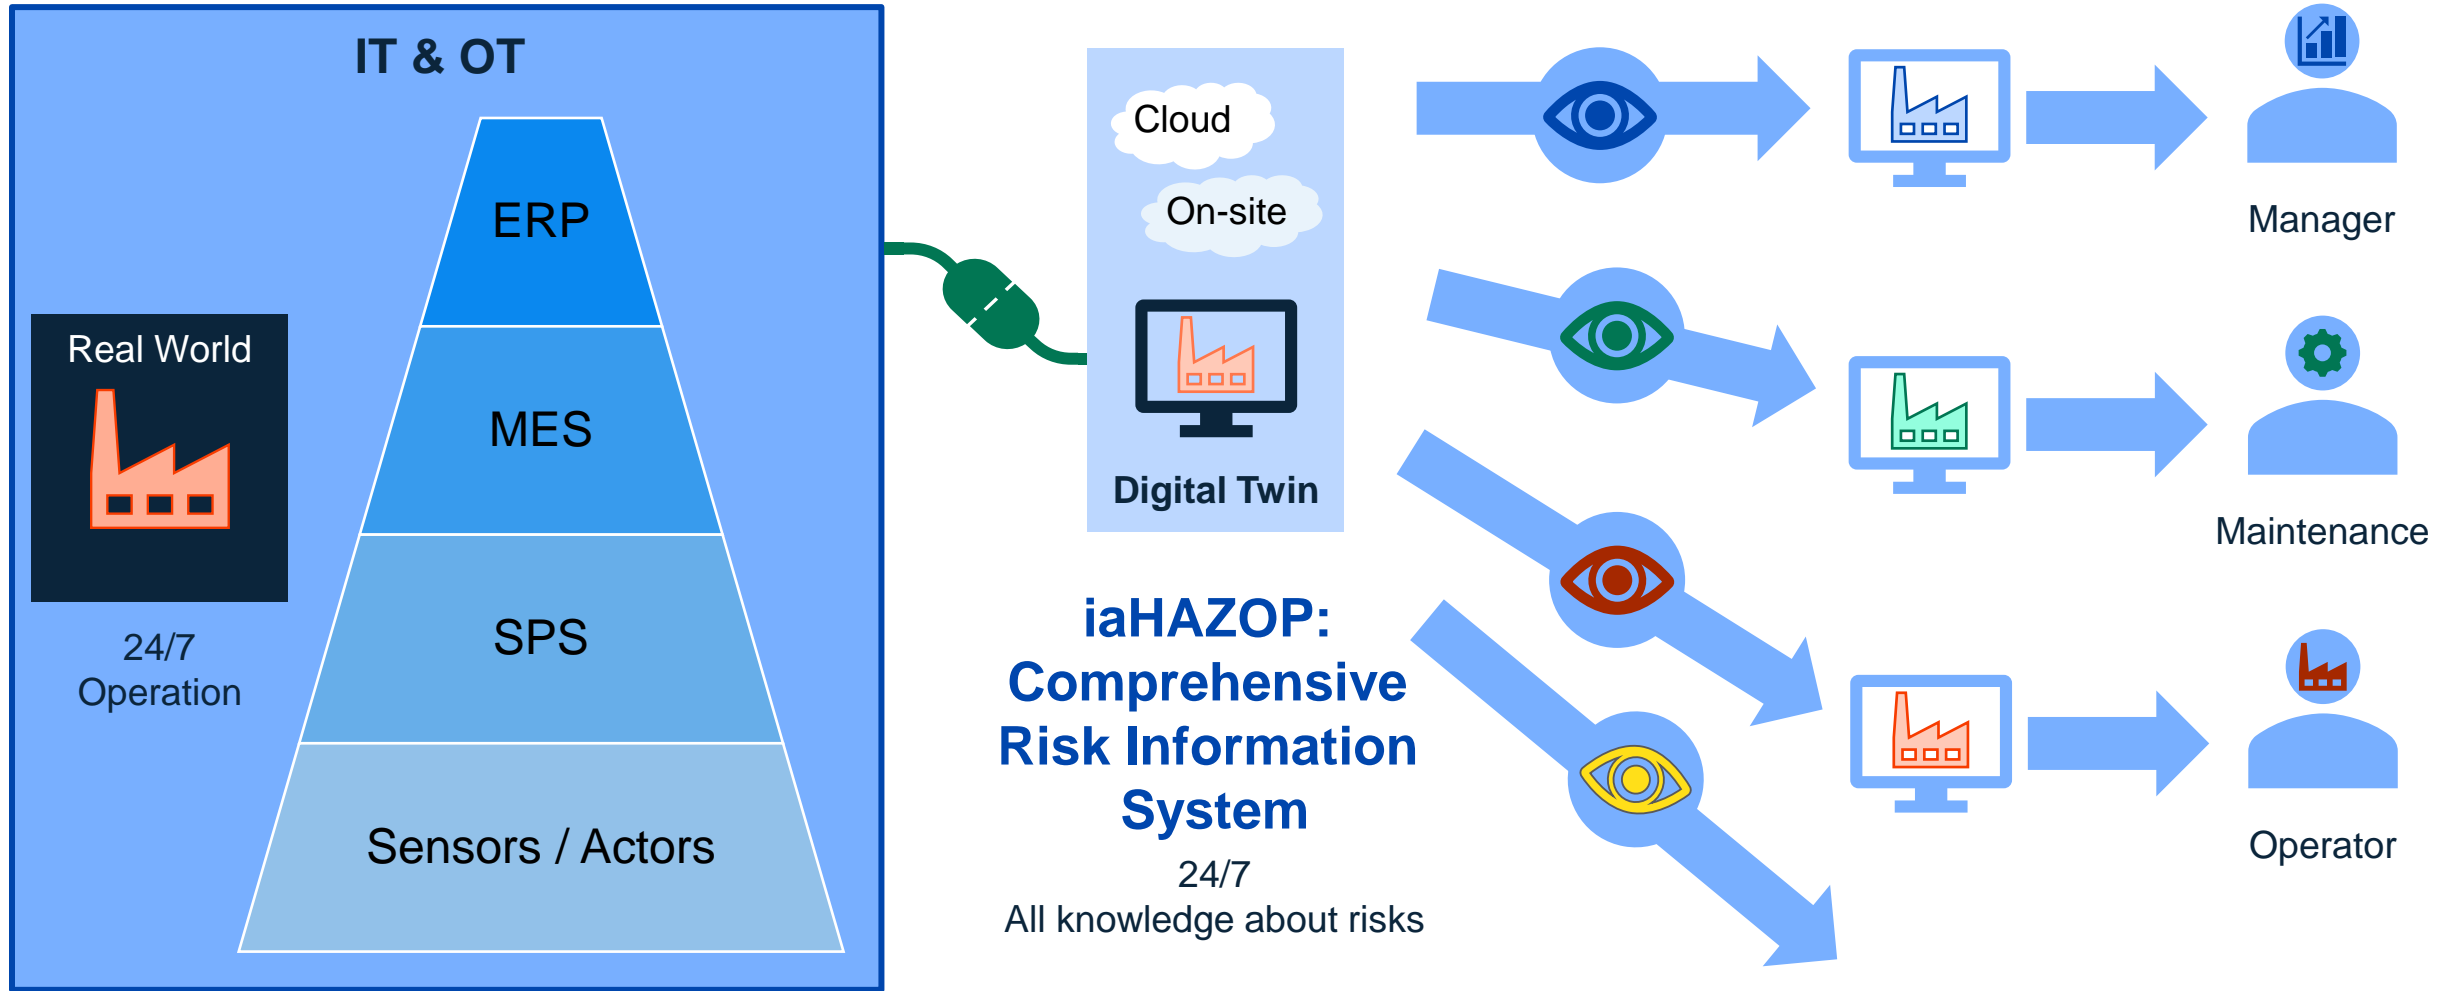 IT & OT
ERP
MES
SPS
Sensors / Actors
Real World
24/7
Operation
Cloud
On-site
Digital Twin
iaHAZOP:
Comprehensive
Risk Information
System
24/7
All knowledge about risks
Manager
Maintenance
Operator